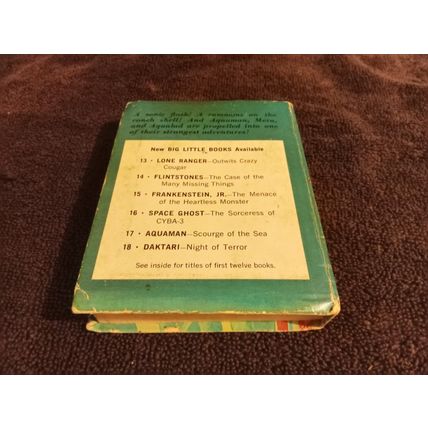 A sonic flash! A summons on the
conch shell! And Aquaman, Mera,
and Aqualad are propelled into one
of their strangest adventures!
New BIG LITTLE BOOKS Available
13 • LONE RANGER—Outwits Crazy
Cougar
14 • FLINTSTONES—The Case of the
Many Missing Things
15 • FRANKENSTEIN, JR.—The Menace
of the Heartless Monster
16 • SPACE GHOST—The Sorceress of
CYBA-3
17 • AQUAMAN—Scourge of the Sea
18 • DAKTARI—Night of Terror
See inside for titles of first twelve books.